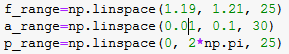 f_range=np.linspace(1.19, 1.21, 25)
a_range=np.linspace(0.01, 0.1, 30)
p_range=np.linspace(0, 2*np.pi, 25)